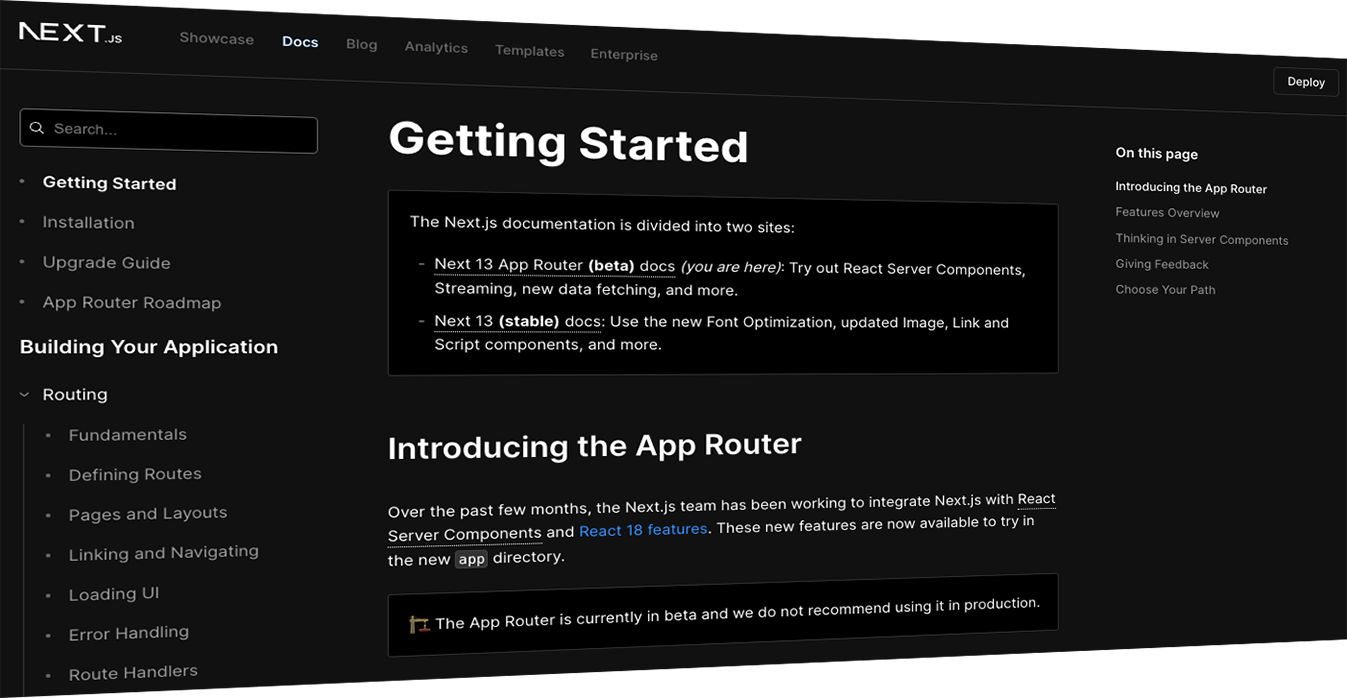 NEXT.JS
Showcase
Docs
Blog
Analytics
Templates
Enterprise
Deploy
Search...
Getting Started
Installation
Upgrade Guide
App Router Roadmap
Building Your Application
Routing
Fundamentals
Defining Routes
Pages and Layouts
Linking and Navigating
Loading UI
Error Handling
Route Handlers
Getting Started
The Next.js documentation is divided into two sites:
- Next 13 App Router (beta) docs (you are here): Try out React Server Components,
Streaming, new data fetching, and more.
- Next 13 (stable) docs: Use the new Font Optimization, updated Image, Link and
Script components, and more.
Introducing the App Router
Over the past few months, the Next.js team has been working to integrate Next.js with React
Server Components and React 18 features. These new features are now available to try in
the new app directory.
The App Router is currently in beta and we do not recommend using it in production.
On this page
Introducing the App Router
Features Overview
Thinking in Server Components
Giving Feedback
Choose Your Path